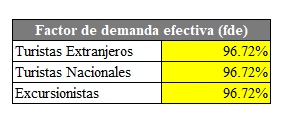 Factor de demanda efectiva (fde)
Turistas Extranjeros 96.72%
Turistas Nacionales 96.72%
Excursionistas 96.72%